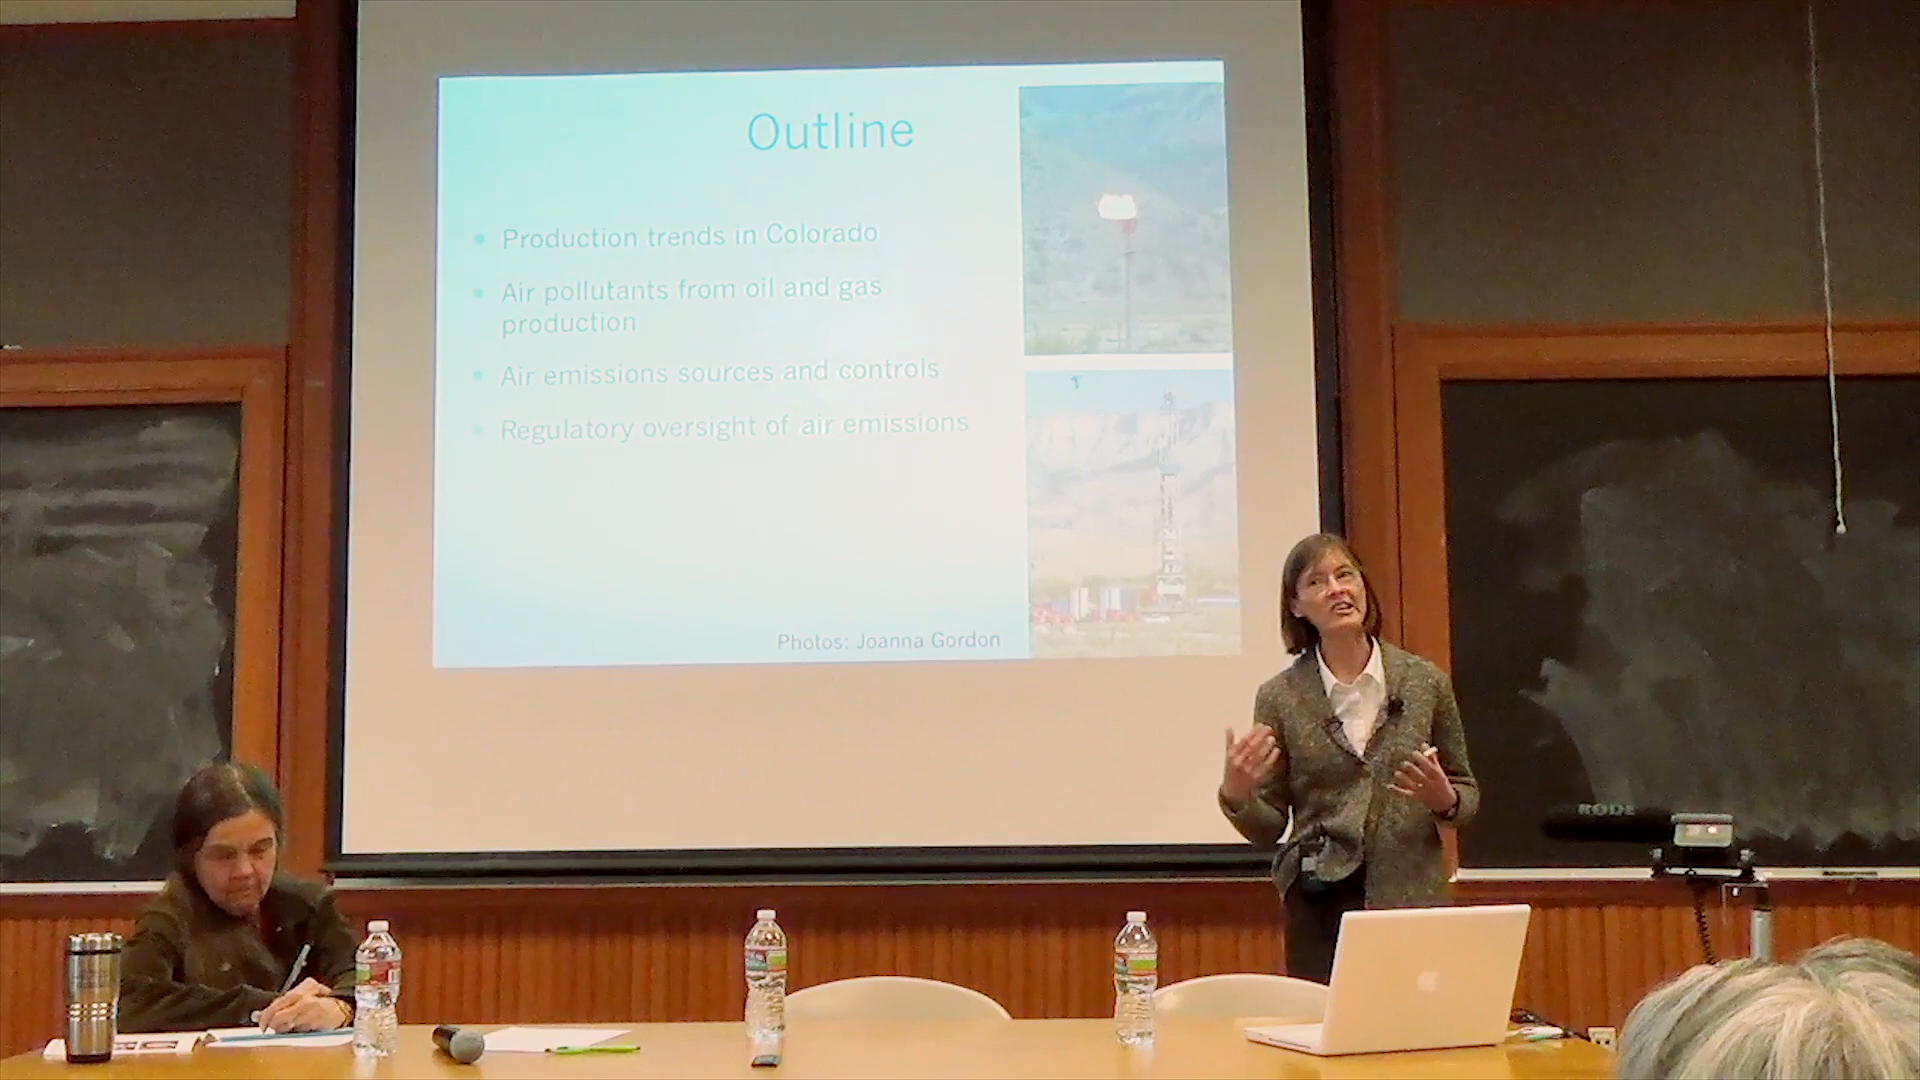 Outline
Production trends in Colorado
Air pollutants from oil and gas
production
Air emissions sources and controls
Regulatory oversight of air emissions
Photos: Joanna Gordon
RODE